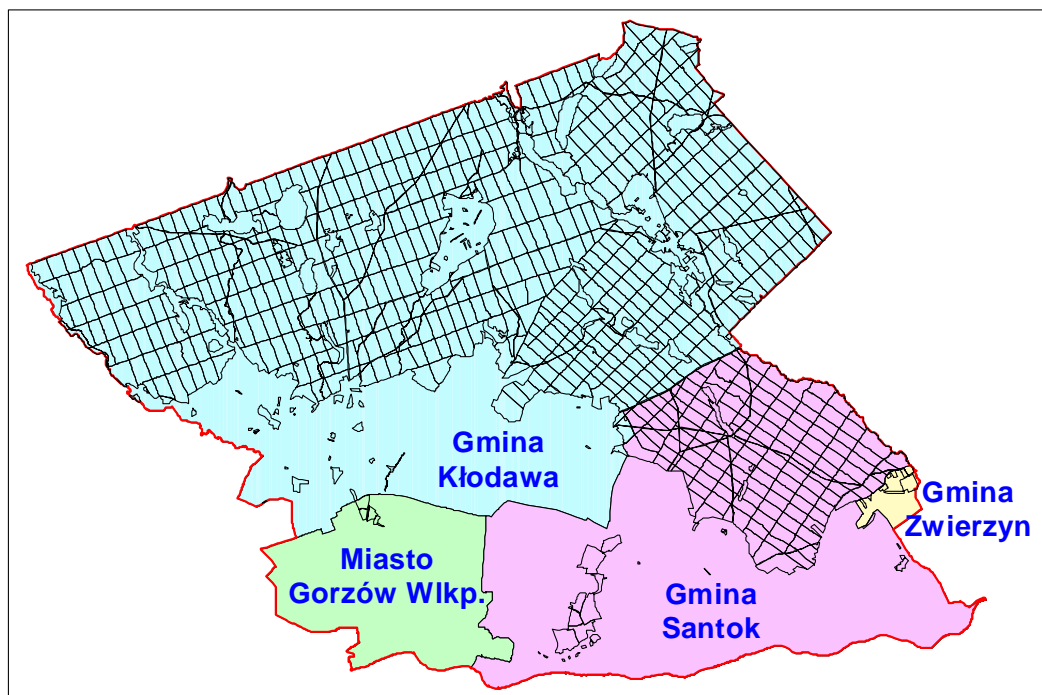 Gmina
Kłodawa
Gmina
Zwierzyn
Miasto
Gorzów Wlkp.
Gmina
Santok